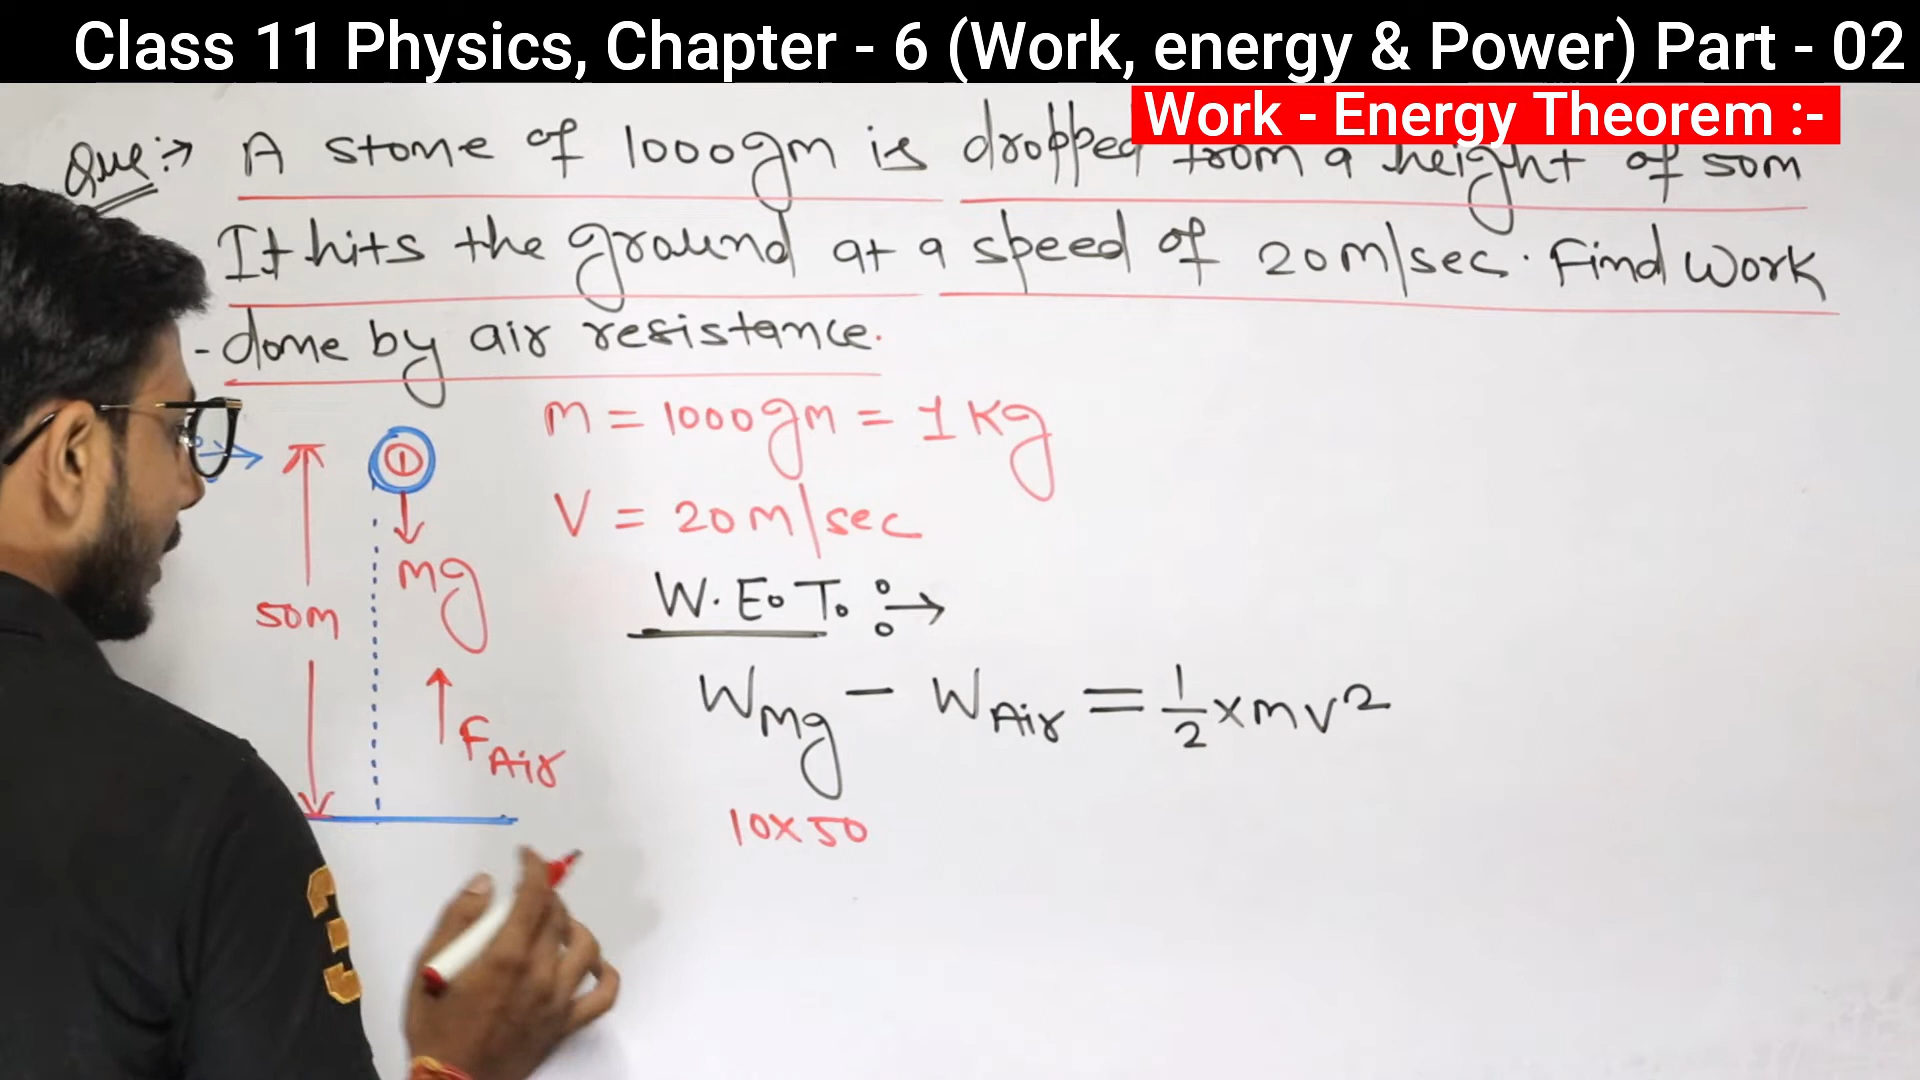 Class 11 Physics, Chapter - 6 (Work, energy & Power) Part - 02
Work - Energy Theorem :-
Que :→ A stone of 1000gm is dropped from a height of 50m
It hits the ground at a speed of 20m/sec. Find Work
-done by air resistance.
m = 1000gm = 1Kg
V = 20m/sec
1
mg
50m
FAir
W.E.T. :→
Wmg - WAir = 1/2 x mv²
10x50
3